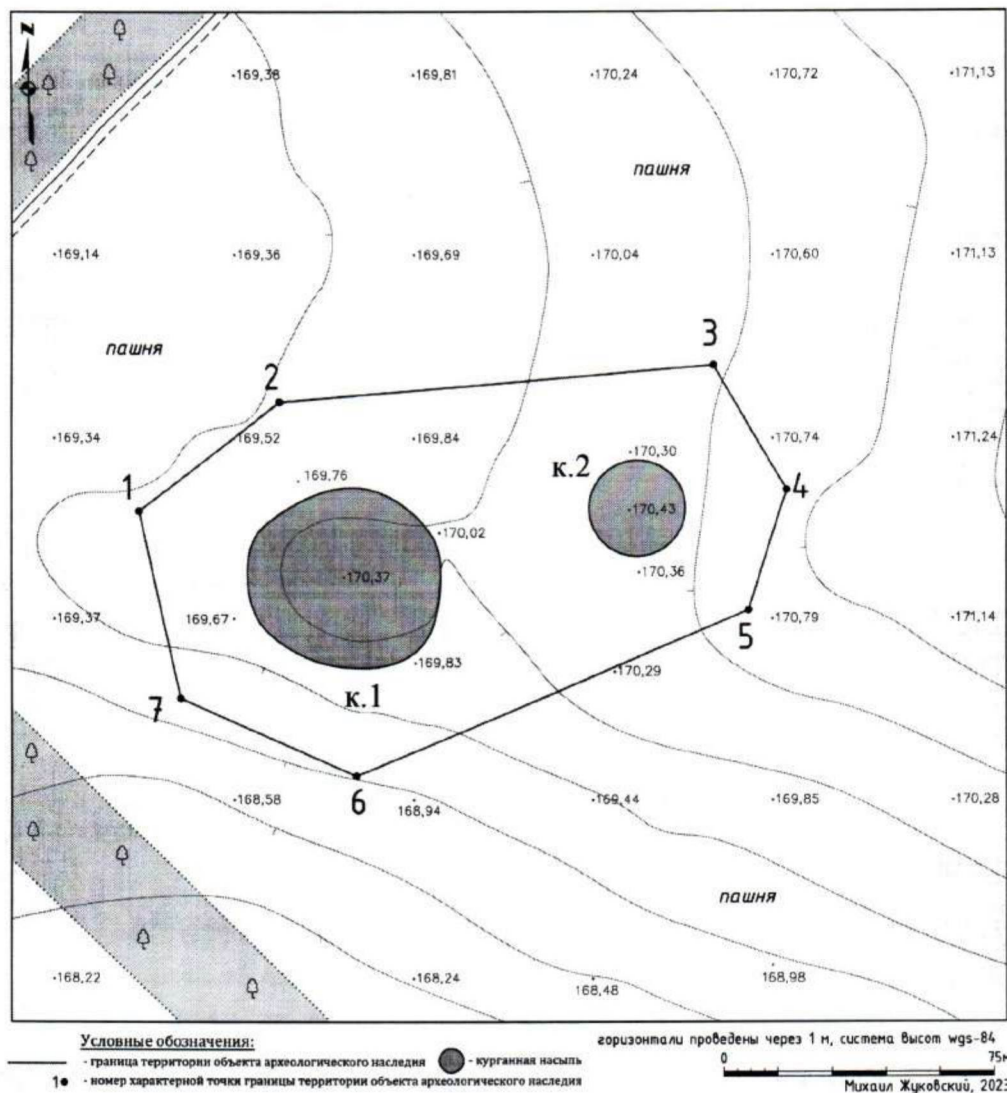 N
·169,38 ·169,81 ·170,24 ·170,72 ·171,13
пашня
·169,14 ·169,36 ·169,69 ·170,04 ·170,60 ·171,13
пашня
3
2
·169,34 ·169,52 ·169,84 ·170,30 ·170,74 ·171,24
к.2
169,76
1
4
·170,43
·170,02
·170,37 ·170,36
·169,37 169,67· ·170,79 ·171,14
5
·169,83
·170,29
к.1
7
6
·168,58 168,94 ·169,44 ·169,85 ·170,28
пашня
·168,22 ·168,24 168,48 168,98
Условные обозначения:
- граница территории объекта археологического наследия - курганная насыпь
1• - номер характерной точки границы территории объекта археологического наследия
горизонтали проведены через 1 м, система высот wgs-84
0 75м
Михаил Жуковский, 2023